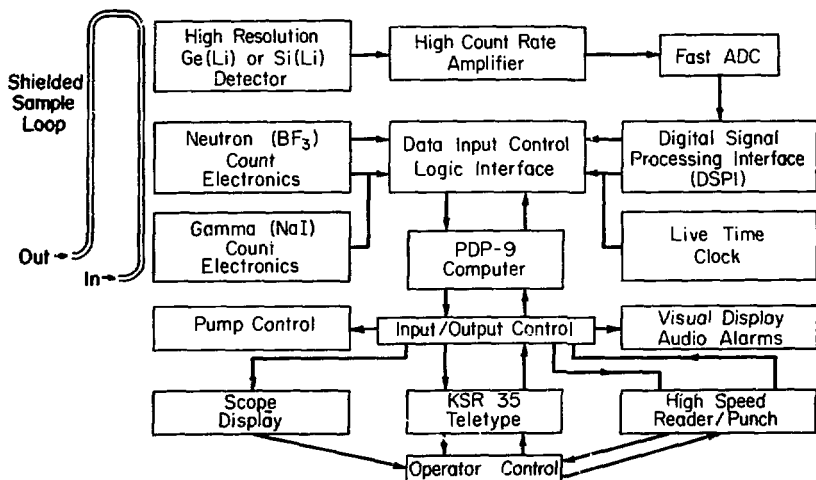 Shielded
Sample
Loop
Out
In
High Resolution
Ge(Li) or Si(Li)
Detector
High Count Rate
Amplifier
Fast ADC
Neutron (BF₃)
Count
Electronics
Data Input Control
Logic Interface
Digital Signal
Processing Interface
(DSPI)
Gamma (NaI)
Count
Electronics
PDP-9
Computer
Live Time
Clock
Pump Control
Input/Output Control
Visual Display
Audio Alarms
Scope
Display
KSR 35
Teletype
High Speed
Reader/Punch
Operator Control